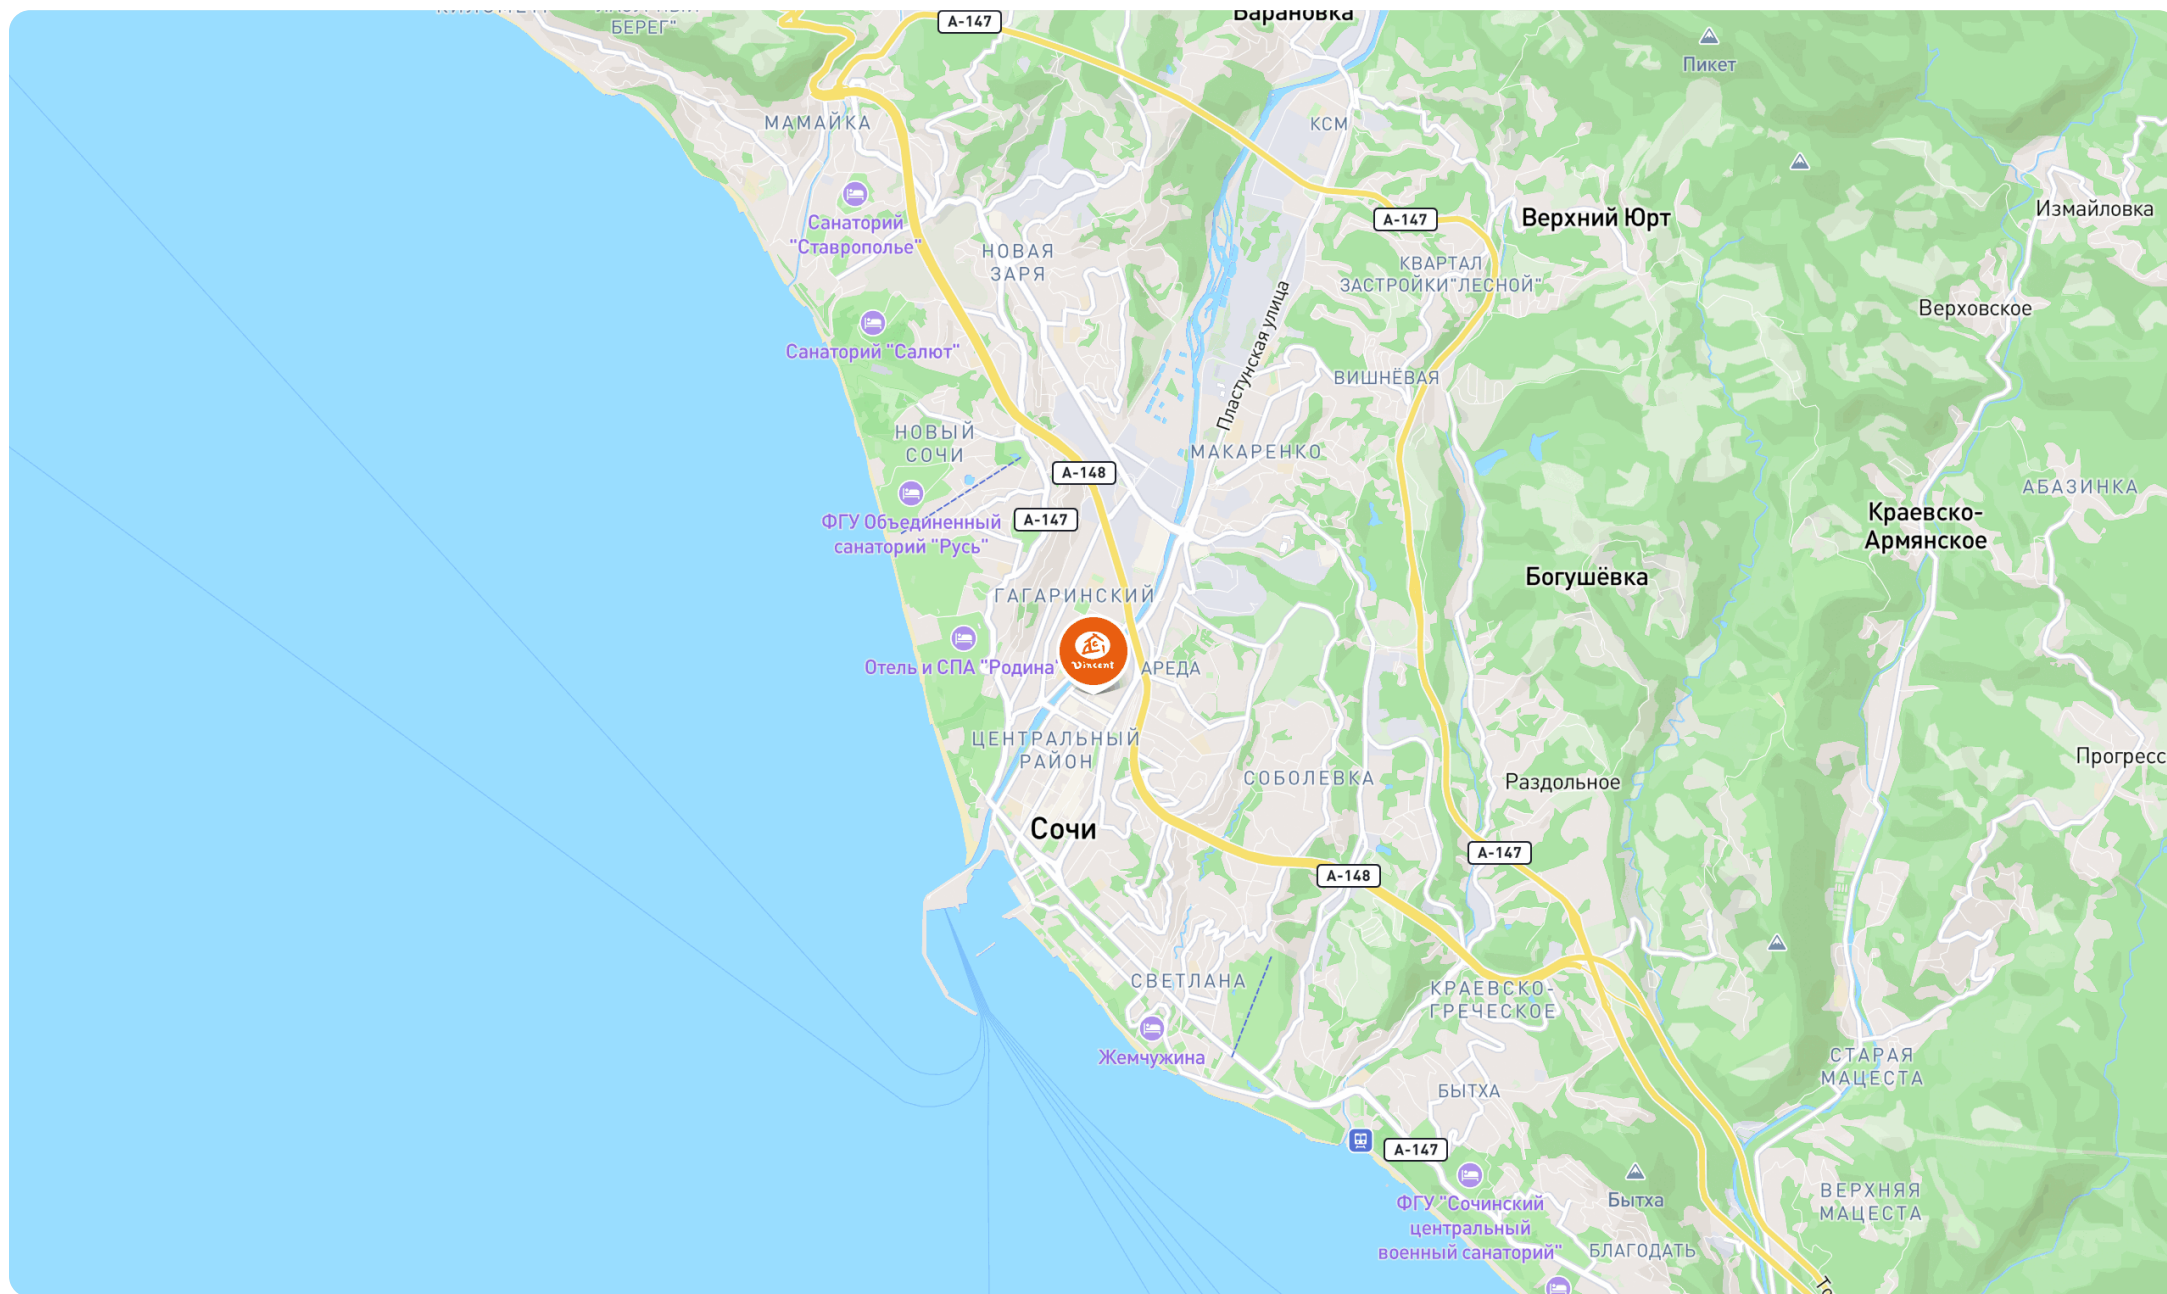 БЕРЕГ"
А-147
Барановка
Пикет
МАМАЙКА
КСМ
Санаторий
"Ставрополье"
А-147
Верхний Юрт
Измайловка
НОВАЯ
ЗАРЯ
КВАРТАЛ
ЗАСТРОЙКИ"ЛЕСНОЙ"
Верховское
Санаторий "Салют"
Пластунская улица
ВИШНЁВАЯ
НОВЫЙ
СОЧИ
МАКАРЕНКО
А-148
АБАЗИНКА
ФГУ Объединенный
санаторий "Русь"
А-147
Краевско-
Армянское
Богушёвка
ГАГАРИНСКИЙ
Vincent
Отель и СПА "Родина"
АРЕДА
ЦЕНТРАЛЬНЫЙ
РАЙОН
Прогресс
СОБОЛЕВКА
Раздольное
Сочи
А-147
А-148
СВЕТЛАНА
КРАЕВСКО-
ГРЕЧЕСКОЕ
Жемчужина
СТАРАЯ
МАЦЕСТА
БЫТХА
А-147
ФГУ "Сочинский
центральный
военный санаторий"
Бытха
ВЕРХНЯЯ
МАЦЕСТА
БЛАГОДАТЬ